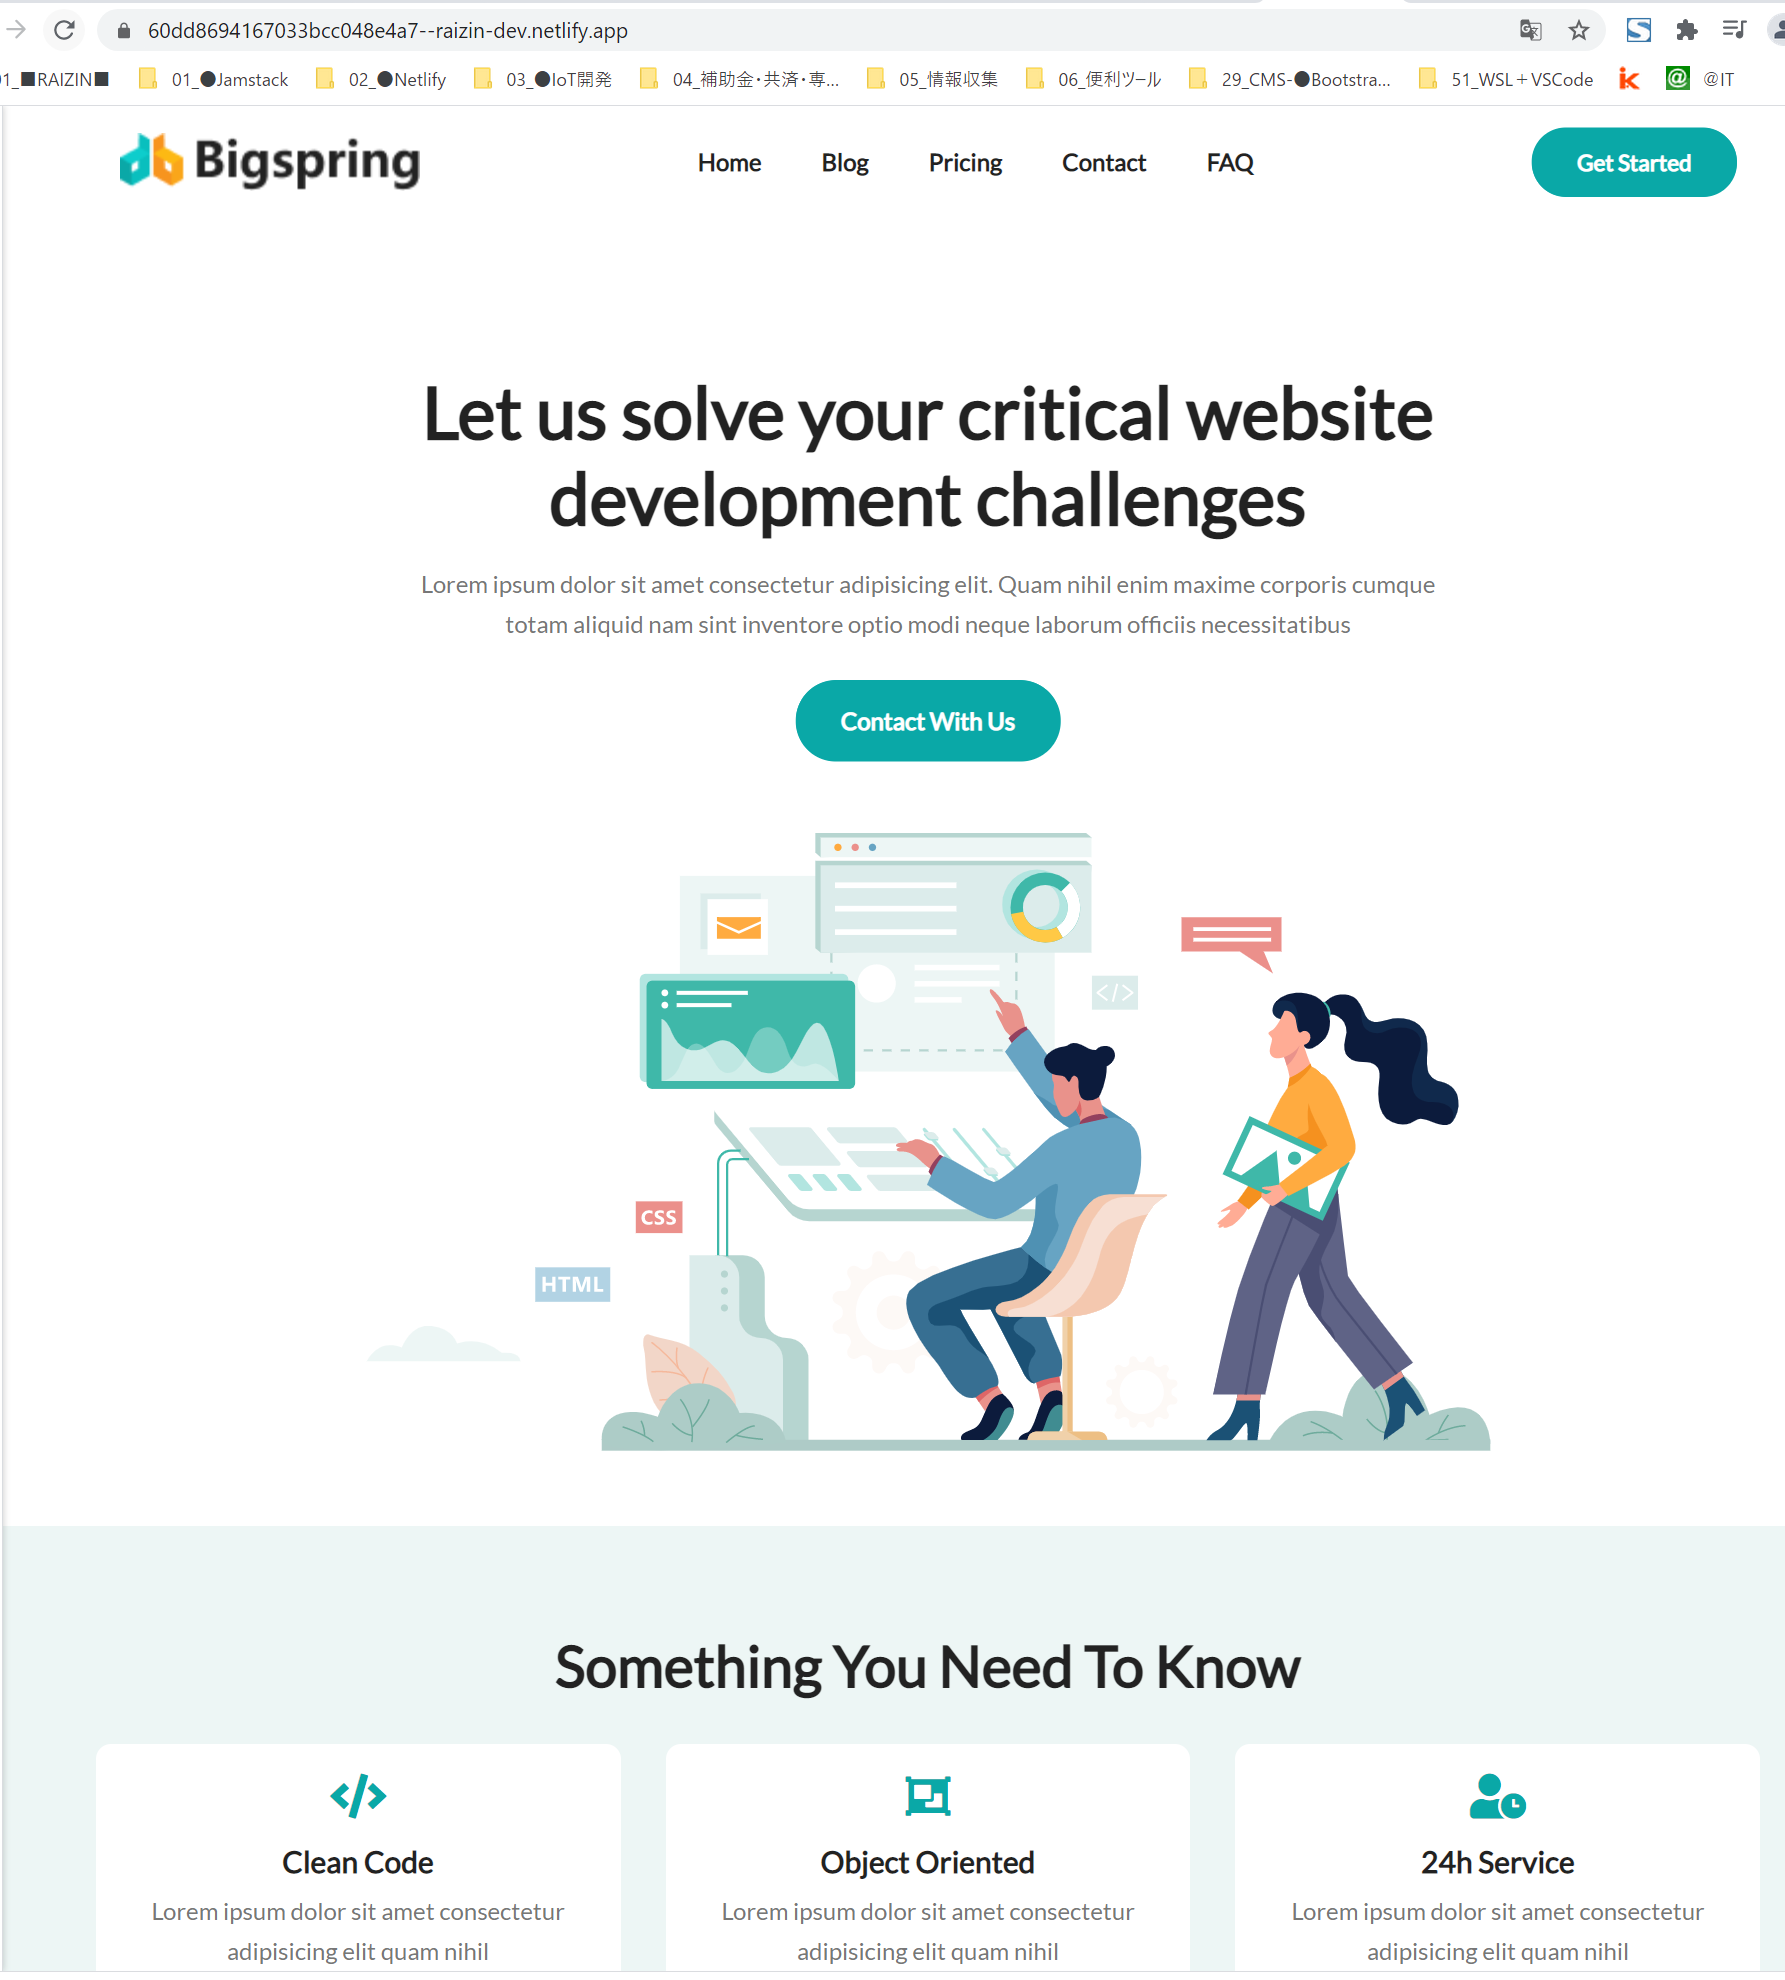 60dd8694167033bcc048e4a7--raizin-dev.netlify.app
01_■RAIZIN■ 01_●Jamstack 02_●Netlify 03_●IoT開発 04_補助金・共済・専... 05_情報収集 06_便利ツール 29_CMS-●Bootstra... 51_WSL+VSCode @IT
Bigspring Home Blog Pricing Contact FAQ Get Started
Let us solve your critical website
development challenges
Lorem ipsum dolor sit amet consectetur adipisicing elit. Quam nihil enim maxime corporis cumque
totam aliquid nam sint inventore optio modi neque laborum officiis necessitatibus
Contact With Us
</>
CSS
HTML
Something You Need To Know
Clean Code
Lorem ipsum dolor sit amet consectetur
adipisicing elit quam nihil
Object Oriented
Lorem ipsum dolor sit amet consectetur
adipisicing elit quam nihil
24h Service
Lorem ipsum dolor sit amet consectetur
adipisicing elit quam nihil